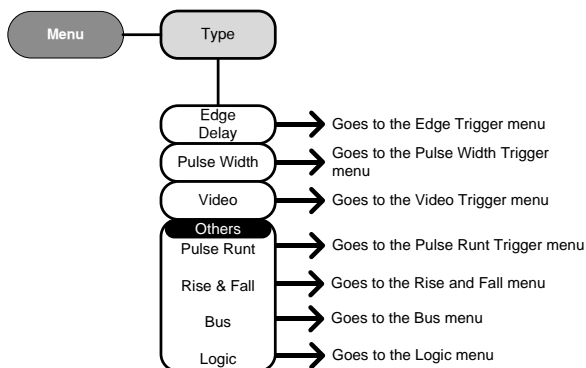 Menu
Type
Edge
Delay
Goes to the Edge Trigger menu
Pulse Width
Goes to the Pulse Width Trigger
menu
Video
Goes to the Video Trigger menu
Others
Pulse Runt
Goes to the Pulse Runt Trigger menu
Rise & Fall
Goes to the Rise and Fall menu
Bus
Goes to the Bus menu
Logic
Goes to the Logic menu